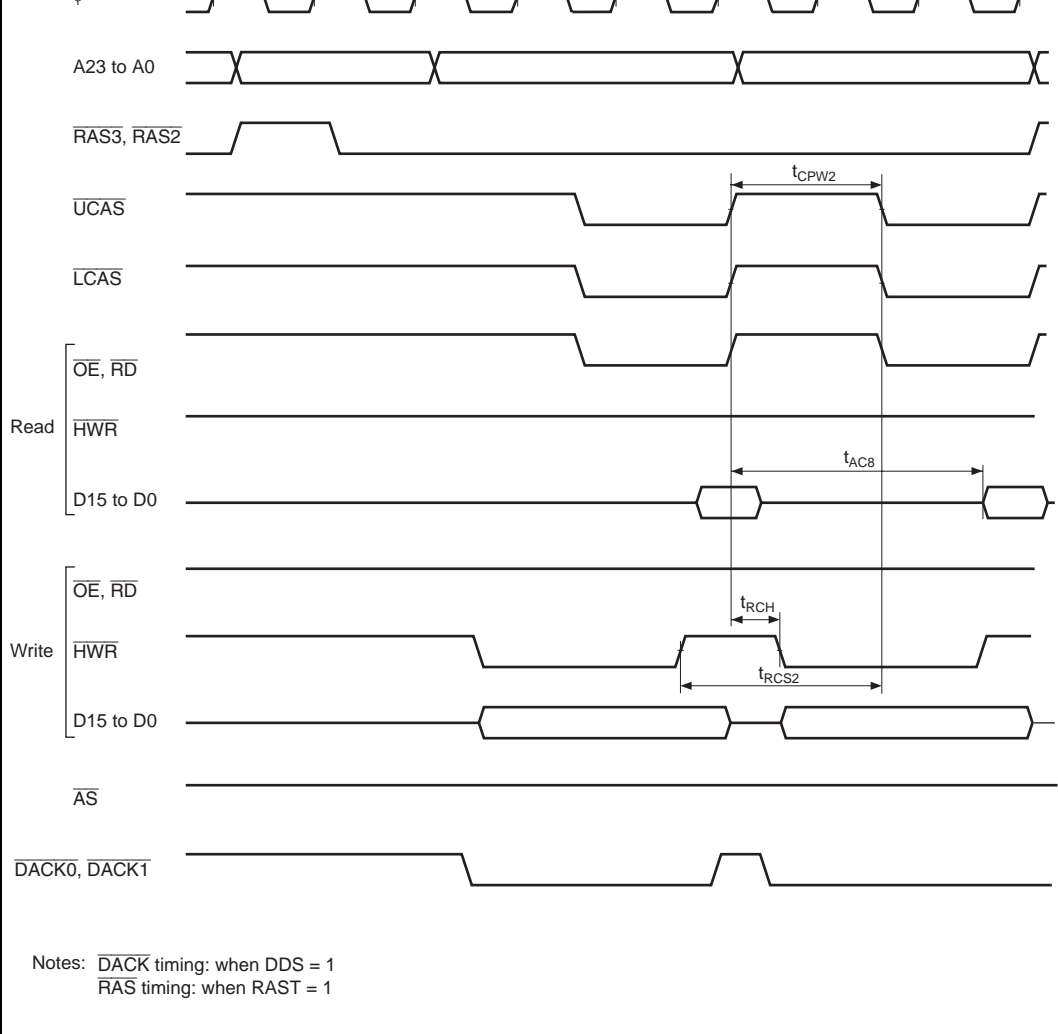 A23 to A0
RAS3, RAS2
tCPW2
UCAS
LCAS
OE, RD
Read
HWR
tAC8
D15 to D0
OE, RD
tRCH
Write
HWR
tRCS2
D15 to D0
AS
DACK0, DACK1
Notes: DACK timing: when DDS = 1
RAS timing: when RAST = 1